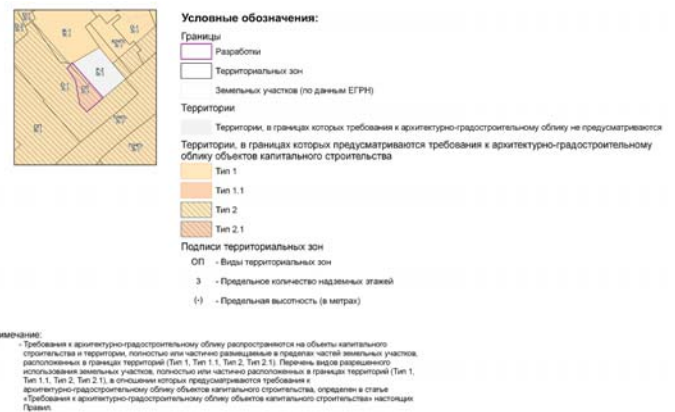 Условные обозначения:
Границы
Разработки
Территориальных зон
Земельных участков (по данным ЕГРН)
Территории
Территории, в границах которых требования к архитектурно-градостроительному облику не предусматриваются
Территории, в границах которых предусматриваются требования к архитектурно-градостроительному
облику объектов капитального строительства
Тип 1
Тип 1.1
Тип 2
Тип 2.1
Подписи территориальных зон
ОП - Виды территориальных зон
3 - Предельное количество надземных этажей
(-) - Предельная высотность (в метрах)
имечание:
- Требования к архитектурно-градостроительному облику распространяются на объекты капитального
строительства и территории, полностью или частично размещаемые в пределах частей земельных участков,
расположенных в границах территорий (Тип 1, Тип 1.1, Тип 2, Тип 2.1). Перечень видов разрешенного
использования земельных участков, полностью или частично расположенных в границах территорий (Тип 1,
Тип 1.1, Тип 2, Тип 2.1), в отношении которых предусматриваются требования к
архитектурно-градостроительному облику объектов капитального строительства, определен в статье
«Требования к архитектурно-градостроительному облику объектов капитального строительства» настоящих
Правил.